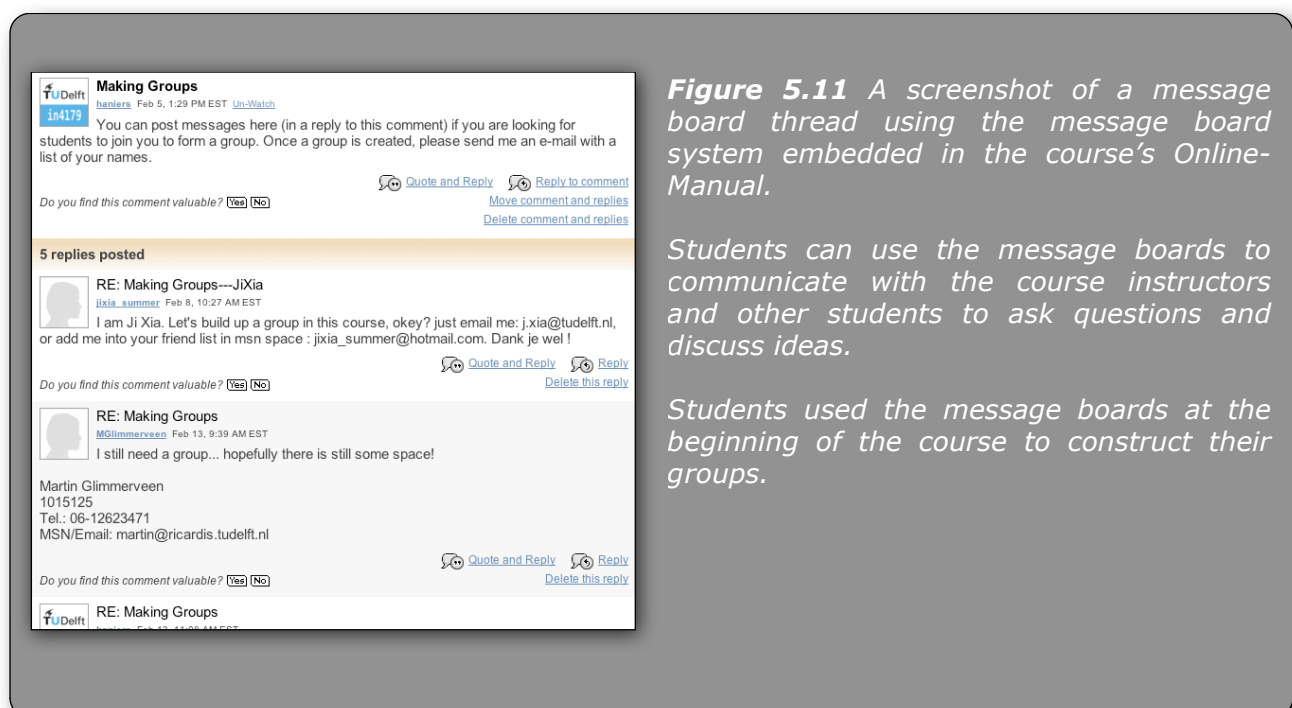 TUDelft
in4179
Making Groups
haniers Feb 5, 1:29 PM EST Un-Watch
You can post messages here (in a reply to this comment) if you are looking for
students to join you to form a group. Once a group is created, please send me an e-mail with a
list of your names.
Quote and Reply Reply to comment
Do you find this comment valuable? Yes No
Move comment and replies
Delete comment and replies
5 replies posted
RE: Making Groups---JiXia
jixia_summer Feb 8, 10:27 AM EST
I am Ji Xia. Let's build up a group in this course, okey? just email me: j.xia@tudelft.nl,
or add me into your friend list in msn space : jixia_summer@hotmail.com. Dank je wel !
Quote and Reply Reply
Do you find this comment valuable? Yes No
Delete this reply
RE: Making Groups
MGlimmerveen Feb 13, 9:39 AM EST
I still need a group... hopefully there is still some space!
Martin Glimmerveen
1015125
Tel.: 06-12623471
MSN/Email: martin@ricardis.tudelft.nl
Quote and Reply Reply
Do you find this comment valuable? Yes No
Delete this reply
TUDelft
RE: Making Groups
Figure 5.11 A screenshot of a message
board thread using the message board
system embedded in the course's Online-
Manual.
Students can use the message boards to
communicate with the course instructors
and other students to ask questions and
discuss ideas.
Students used the message boards at the
beginning of the course to construct their
groups.